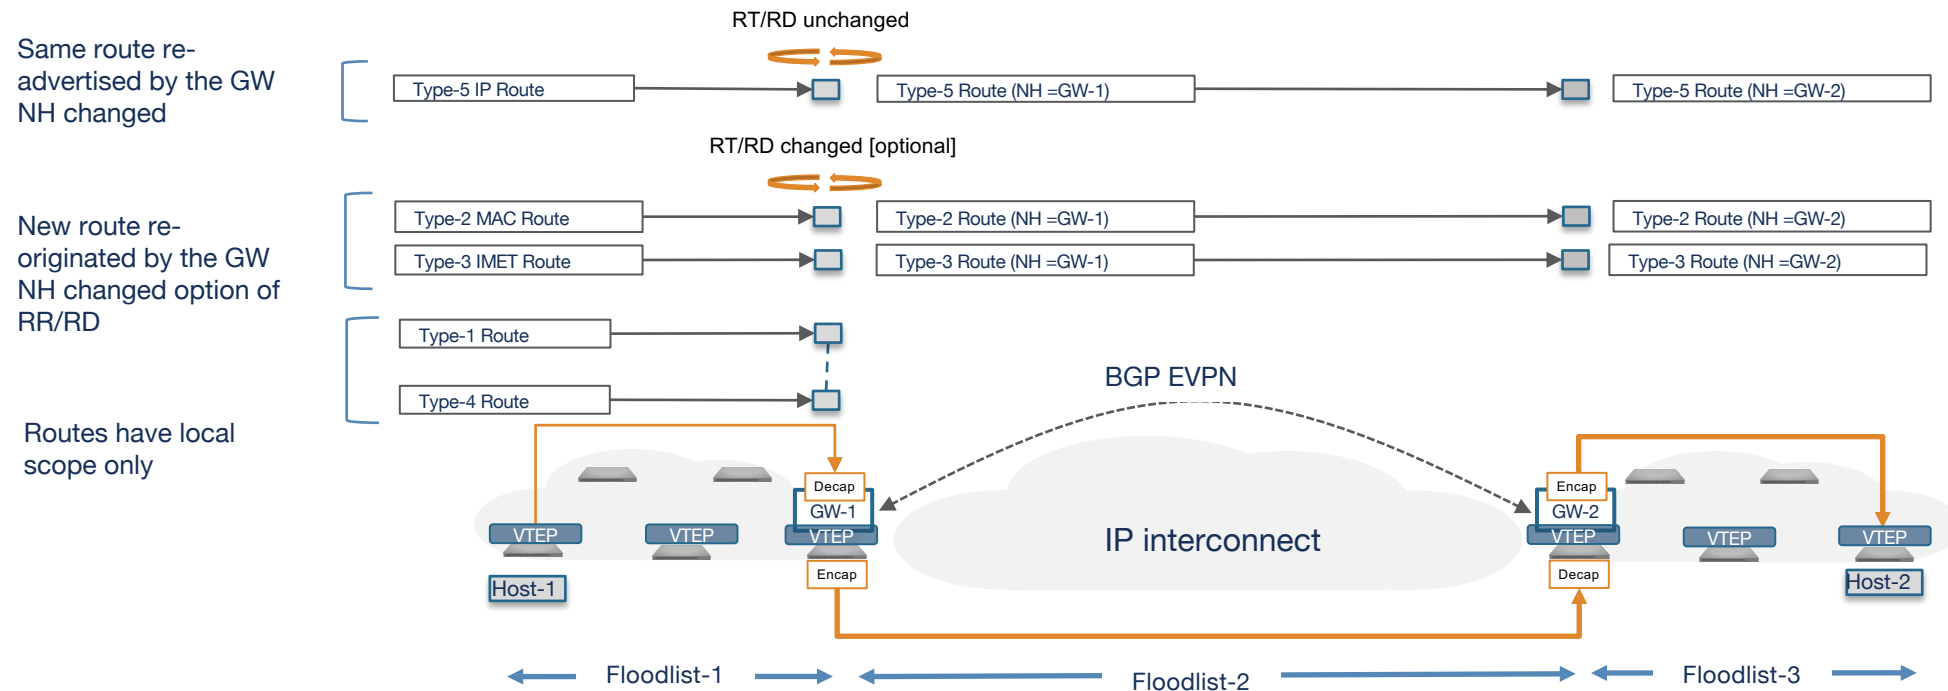 RT/RD unchanged
Same route re-
advertised by the GW
NH changed
Type-5 IP Route
Type-5 Route (NH =GW-1)
Type-5 Route (NH =GW-2)
RT/RD changed [optional]
New route re-
originated by the GW
NH changed option of
RR/RD
Type-2 MAC Route
Type-2 Route (NH =GW-1)
Type-2 Route (NH =GW-2)
Type-3 IMET Route
Type-3 Route (NH =GW-1)
Type-3 Route (NH =GW-2)
Type-1 Route
Type-4 Route
BGP EVPN
Routes have local
scope only
Decap
GW-1
VTEP
VTEP
VTEP
Encap
Host-1
IP interconnect
Encap
GW-2
VTEP
VTEP
VTEP
Decap
Host-2
Floodlist-1
Floodlist-2
Floodlist-3